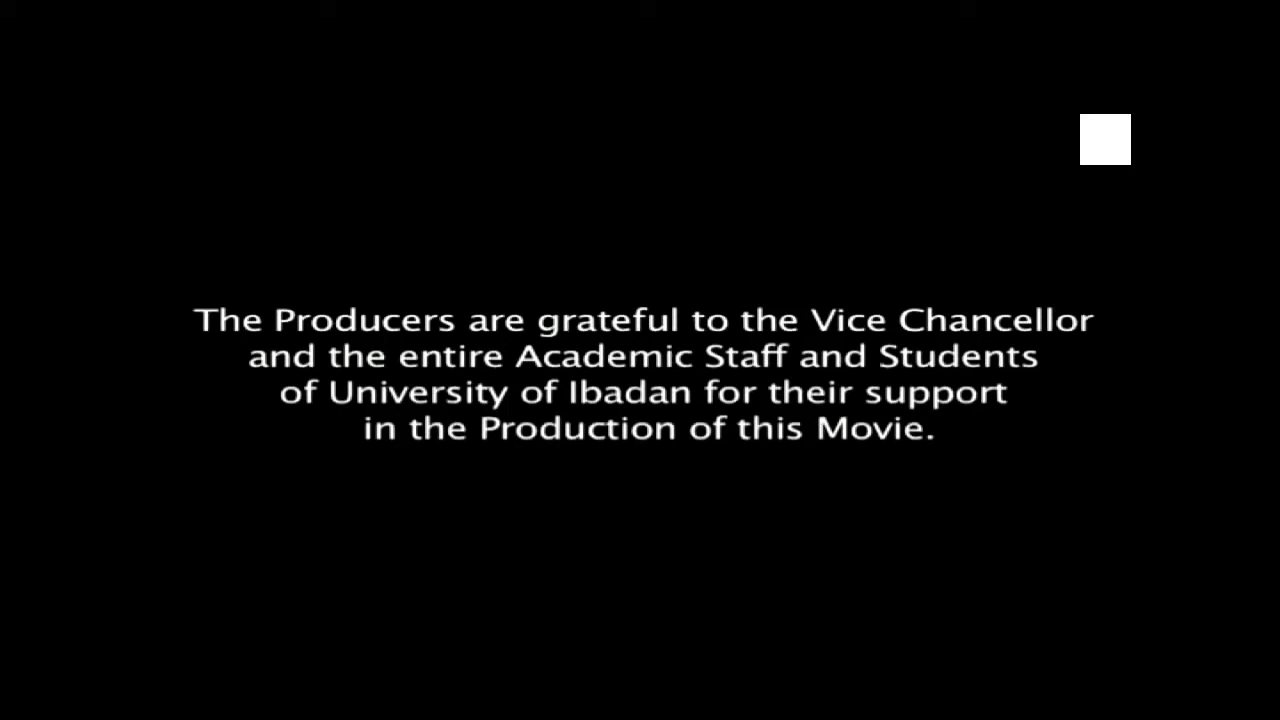 The Producers are grateful to the Vice Chancellor
and the entire Academic Staff and Students
of University of Ibadan for their support
in the Production of this Movie.